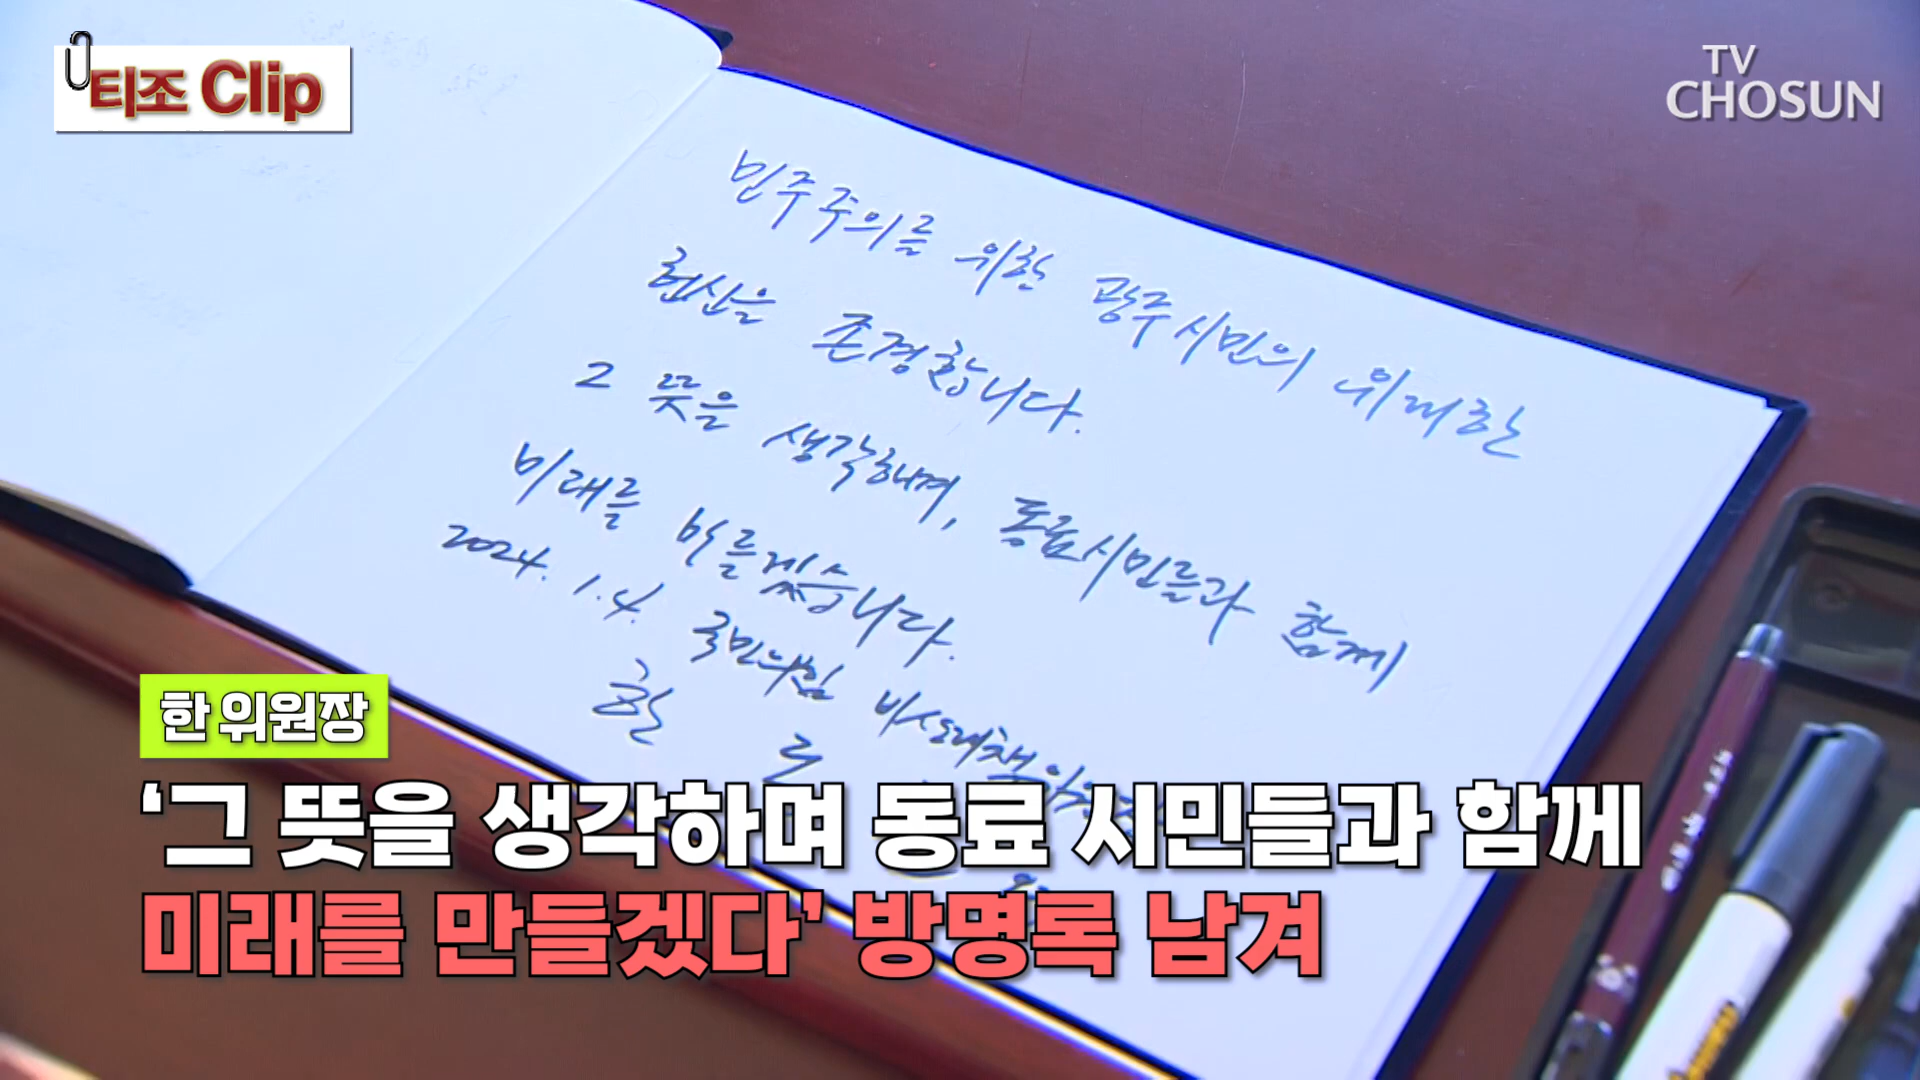 티조 Clip
TV
CHOSUN
민주주의를 위한 광주시민의 위대한
헌신을 존경합니다.
그 뜻을 생각하며, 동료시민들과 함께
미래를 만들겠습니다.
2024. 1. 4. 국민의힘 비상대책위원장
한 동
한 위원장
‘그 뜻을 생각하며 동료 시민들과 함께
미래를 만들겠다’ 방명록 남겨